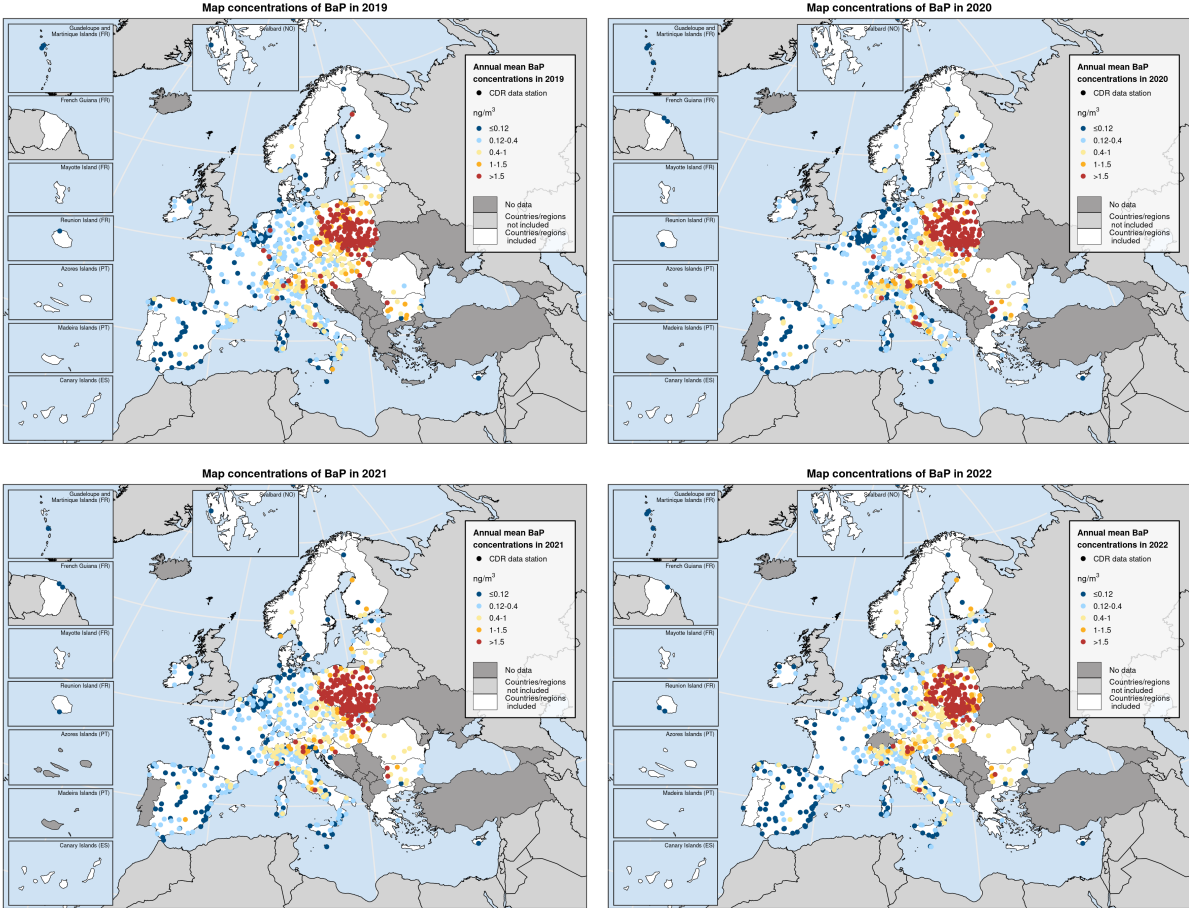 Map concentrations of BaP in 2019
Guadeloupe and
Martinique Islands (FR)
Svalbard (NO)
French Guiana (FR)
Mayotte Island (FR)
Reunion Island (FR)
Azores Islands (PT)
Madeira Islands (PT)
Canary Islands (ES)
Annual mean BaP
concentrations in 2019
CDR data station
ng/m³
≤0.12
0.12-0.4
0.4-1
1-1.5
>1.5
No data
Countries/regions
not included
Countries/regions
included
Map concentrations of BaP in 2020
Guadeloupe and
Martinique Islands (FR)
Svalbard (NO)
French Guiana (FR)
Mayotte Island (FR)
Reunion Island (FR)
Azores Islands (PT)
Madeira Islands (PT)
Canary Islands (ES)
Annual mean BaP
concentrations in 2020
CDR data station
ng/m³
≤0.12
0.12-0.4
0.4-1
1-1.5
>1.5
No data
Countries/regions
not included
Countries/regions
included
Map concentrations of BaP in 2021
Guadeloupe and
Martinique Islands (FR)
Svalbard (NO)
French Guiana (FR)
Mayotte Island (FR)
Reunion Island (FR)
Azores Islands (PT)
Madeira Islands (PT)
Canary Islands (ES)
Annual mean BaP
concentrations in 2021
CDR data station
ng/m³
≤0.12
0.12-0.4
0.4-1
1-1.5
>1.5
No data
Countries/regions
not included
Countries/regions
included
Map concentrations of BaP in 2022
Guadeloupe and
Martinique Islands (FR)
Svalbard (NO)
French Guiana (FR)
Mayotte Island (FR)
Reunion Island (FR)
Azores Islands (PT)
Madeira Islands (PT)
Canary Islands (ES)
Annual mean BaP
concentrations in 2022
CDR data station
ng/m³
≤0.12
0.12-0.4
0.4-1
1-1.5
>1.5
No data
Countries/regions
not included
Countries/regions
included